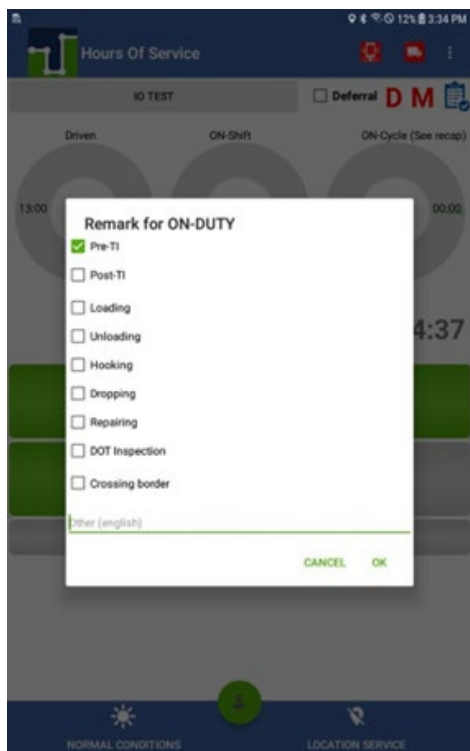 12% 3:34 PM
Hours Of Service
IO TEST
Deferral D M
Driven ON-Shift ON-Cycle (See recap)
13:00 00:00
Remark for ON-DUTY
Pre-TI
Post-TI
Loading
4:37
Unloading
Hooking
Dropping
Repairing
DOT Inspection
Crossing border
Other (english)
CANCEL OK
NORMAL CONDITIONS LOCATION SERVICE